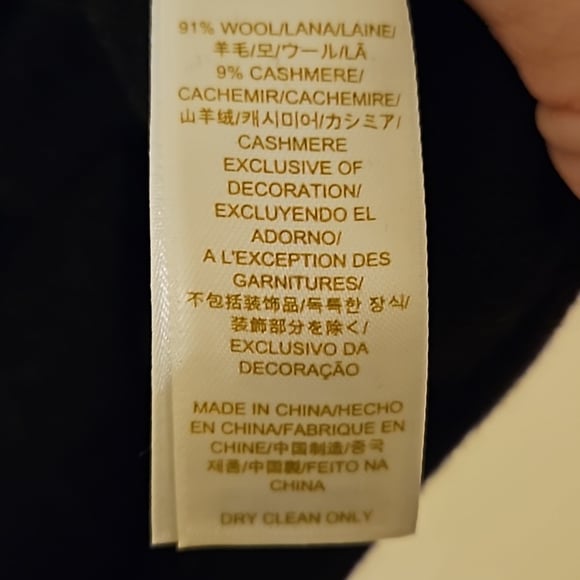 91% WOOL/LANA/LAINE/
羊毛/모/ウール/LÃ
9% CASHMERE/
CACHEMIR/CACHEMIRE/
山羊绒/캐시미어/カシミア/
CASHMERE
EXCLUSIVE OF
DECORATION/
EXCLUYENDO EL
ADORNO/
A L'EXCEPTION DES
GARNITURES/
不包括装饰品/독특한 장식/
装飾部分を除く/
EXCLUSIVO DA
DECORAÇÃO
MADE IN CHINA/HECHO
EN CHINA/FABRIQUE EN
CHINE/中国制造/중국
제품/中国製/FEITO NA
CHINA
DRY CLEAN ONLY